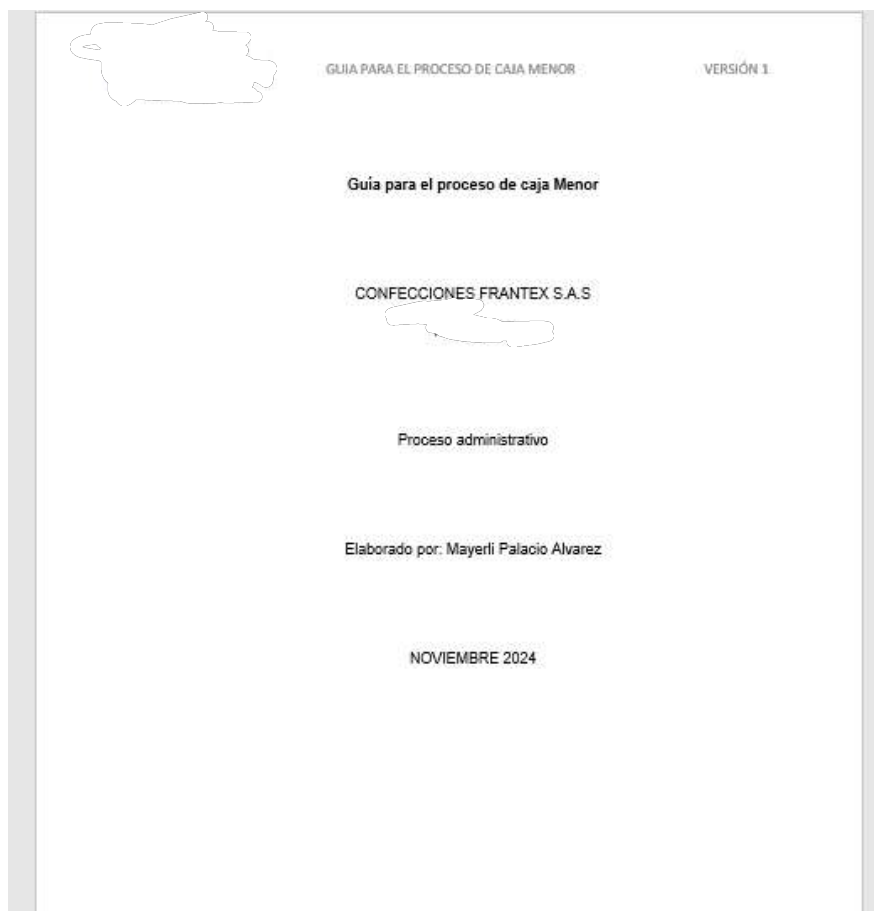 GUIA PARA EL PROCESO DE CAJA MENOR VERSIÓN 1
Guía para el proceso de caja Menor
CONFECCIONES FRANTEX S.A.S
Proceso administrativo
Elaborado por: Mayerli Palacio Alvarez
NOVIEMBRE 2024